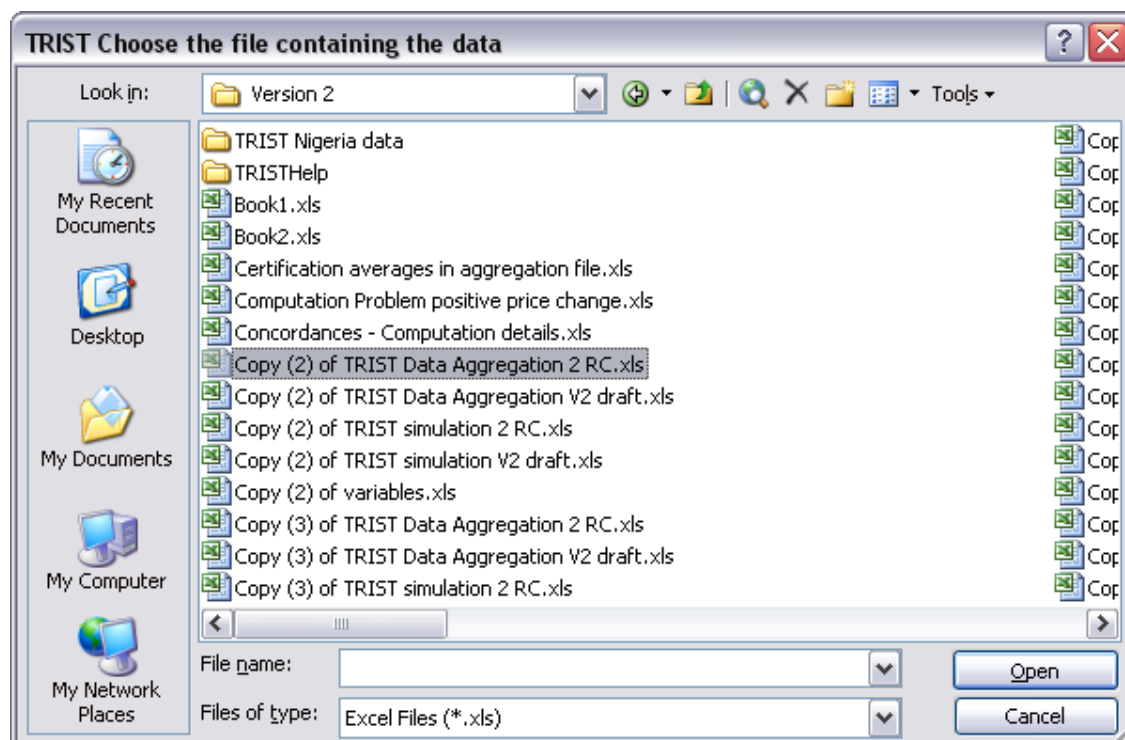 TRIST Choose the file containing the data
Look in:
Version 2
Tools
My Recent
Documents
Desktop
My Documents
My Computer
My Network
Places
TRIST Nigeria data
TRISTHelp
Book1.xls
Book2.xls
Certification averages in aggregation file.xls
Computation Problem positive price change.xls
Concordances - Computation details.xls
Copy (2) of TRIST Data Aggregation 2 RC.xls
Copy (2) of TRIST Data Aggregation V2 draft.xls
Copy (2) of TRIST simulation 2 RC.xls
Copy (2) of TRIST simulation V2 draft.xls
Copy (2) of variables.xls
Copy (3) of TRIST Data Aggregation 2 RC.xls
Copy (3) of TRIST Data Aggregation V2 draft.xls
Copy (3) of TRIST simulation 2 RC.xls
File name:
Open
Files of type:
Excel Files (*.xls)
Cancel